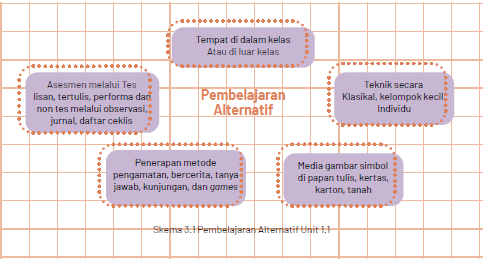 Tempat di dalam kelas
Atau di luar kelas
Asesmen melalui Tes
lisan, tertulis, performa dan
non tes melalui observasi,
jurnal, daftar ceklis
Pembelajaran
Alternatif
Teknik secara
Klasikal, kelompok kecil,
Individu
Penerapan metode
pengamatan, bercerita, tanya
jawab, kunjungan, dan games
Media gambar simbol
di papan tulis, kertas,
karton, tanah
Skema 3.1 Pembelajaran Alternatif Unit 1.1